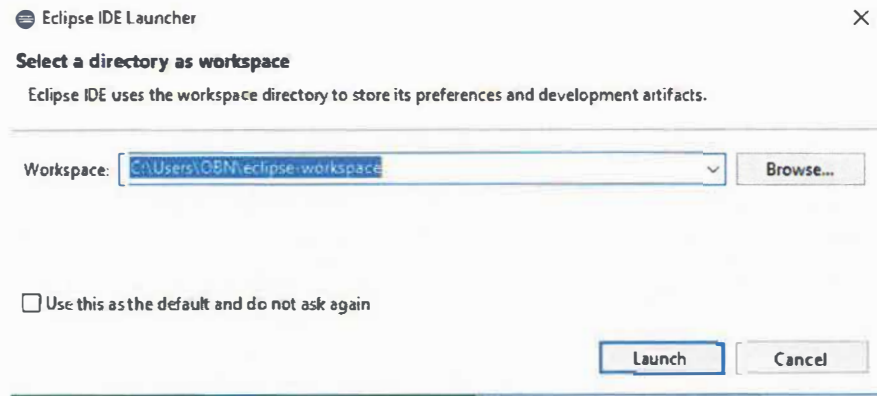 Eclipse IDE Launcher
Select a directory as workspace
Eclipse IDE uses the workspace directory to store its preferences and development artifacts.
Workspace: C:\Users\OBN\eclipse-workspace Browse...
Use this as the default and do not ask again
Launch Cancel